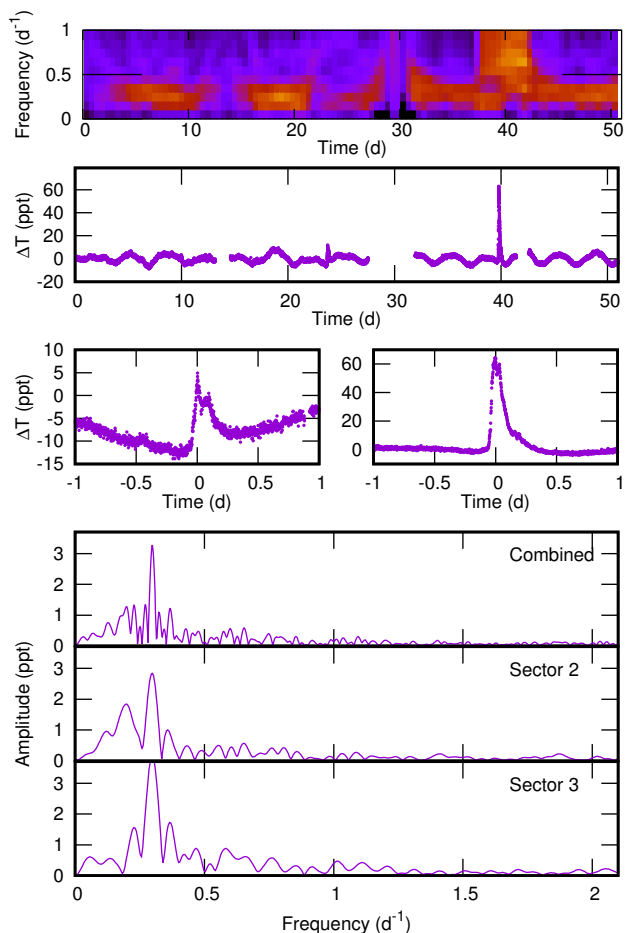 Frequency (d-1)
1
0.5
0
0 10 20 30 40 50
Time (d)
ΔT (ppt)
60
40
20
0
-20
0 10 20 30 40 50
Time (d)
ΔT (ppt)
10
5
0
-5
-10
-15
-1 -0.5 0 0.5 1
Time (d)
60
40
20
0
-1 -0.5 0 0.5 1
Time (d)
Amplitude (ppt)
Combined
3
2
1
0
Sector 2
3
2
1
0
Sector 3
3
2
1
0
0 0.5 1 1.5 2
Frequency (d-1)